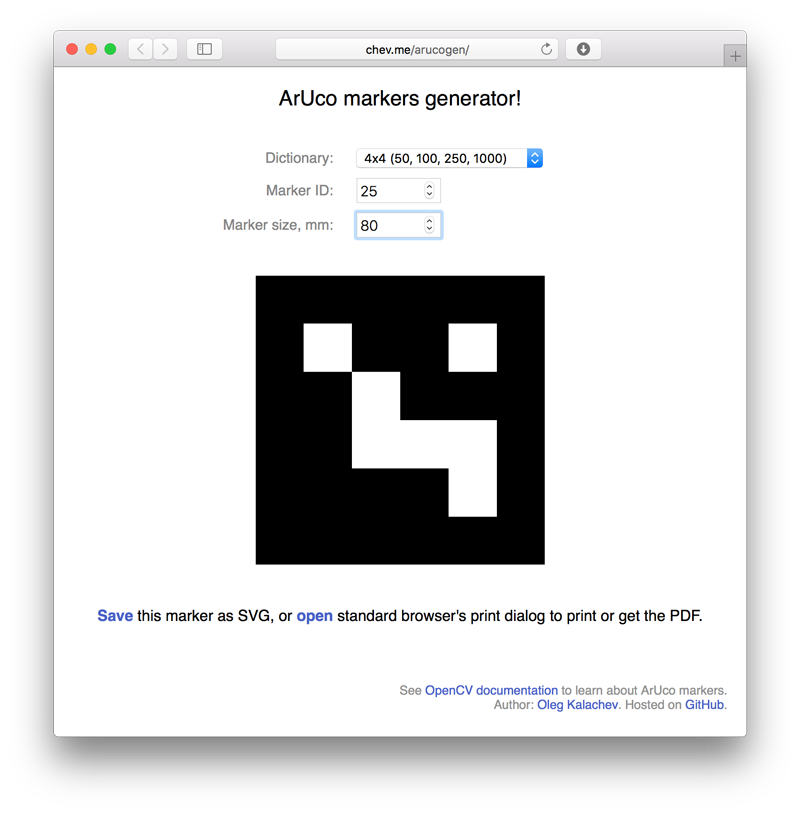 chev.me/arucogen/
ArUco markers generator!
Dictionary: 4x4 (50, 100, 250, 1000)
Marker ID: 25
Marker size, mm: 80
Save this marker as SVG, or open standard browser's print dialog to print or get the PDF.
See OpenCV documentation to learn about ArUco markers.
Author: Oleg Kalachev. Hosted on GitHub.